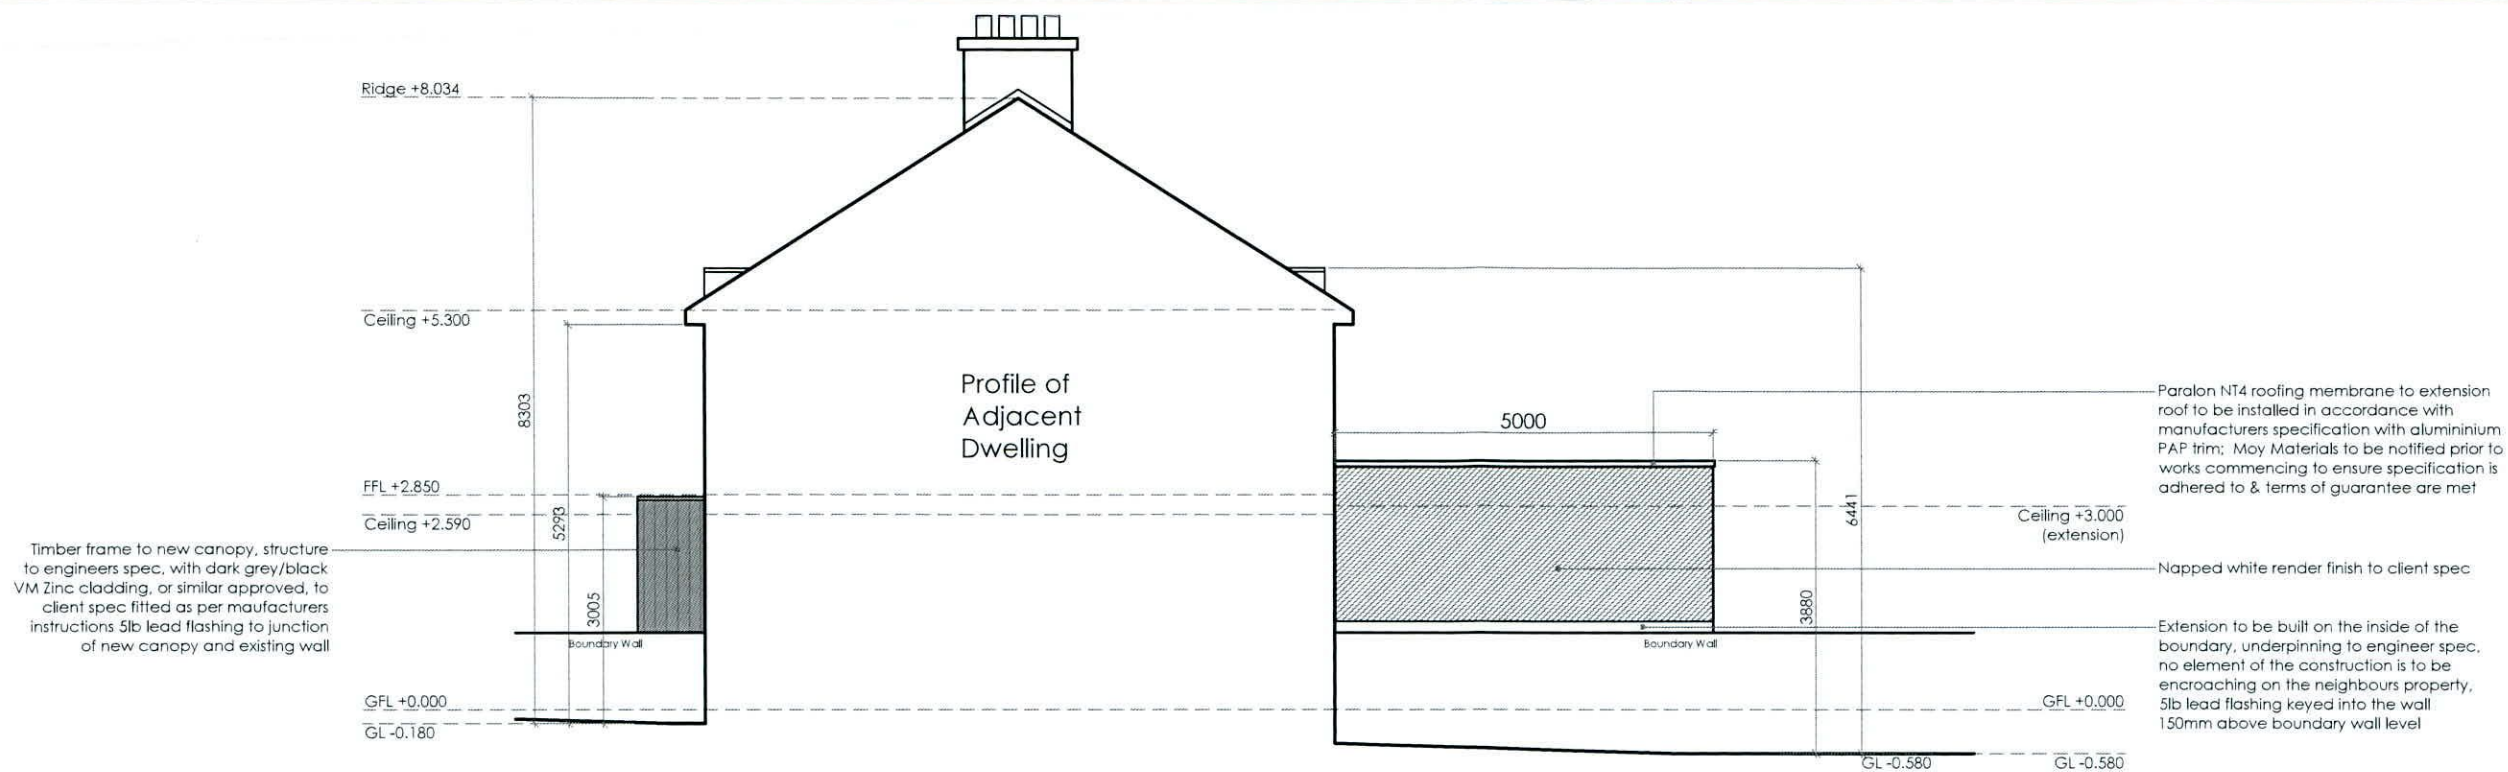 Ridge +8.034
Ceiling +5.300
8303
5293
FFL +2.850
Ceiling +2.590
Timber frame to new canopy, structure
to engineers spec, with dark grey/black
VM Zinc cladding, or similar approved, to
client spec fitted as per maufacturers
instructions 5lb lead flashing to junction
of new canopy and existing wall
3005
Boundary Wall
GFL +0.000
GL -0.180
Profile of
Adjacent
Dwelling
5000
6441
3880
Boundary Wall
Paralon NT4 roofing membrane to extension
roof to be installed in accordance with
manufacturers specification with alumininium
PAP trim; Moy Materials to be notified prior to
works commencing to ensure specification is
adhered to & terms of guarantee are met
Ceiling +3.000
(extension)
Napped white render finish to client spec
Extension to be built on the inside of the
boundary, underpinning to engineer spec,
no element of the construction is to be
encroaching on the neighbours property,
5lb lead flashing keyed into the wall
150mm above boundary wall level
GFL +0.000
GL -0.580
GL -0.580